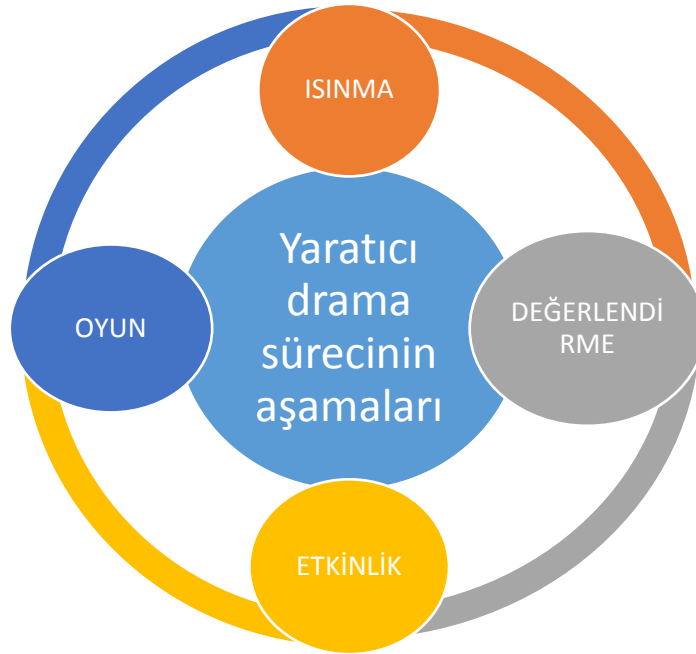 ISINMA
Yaratıcı
drama
sürecinin
aşamaları
OYUN
DEĞERLENDİ
RME
ETKİNLİK